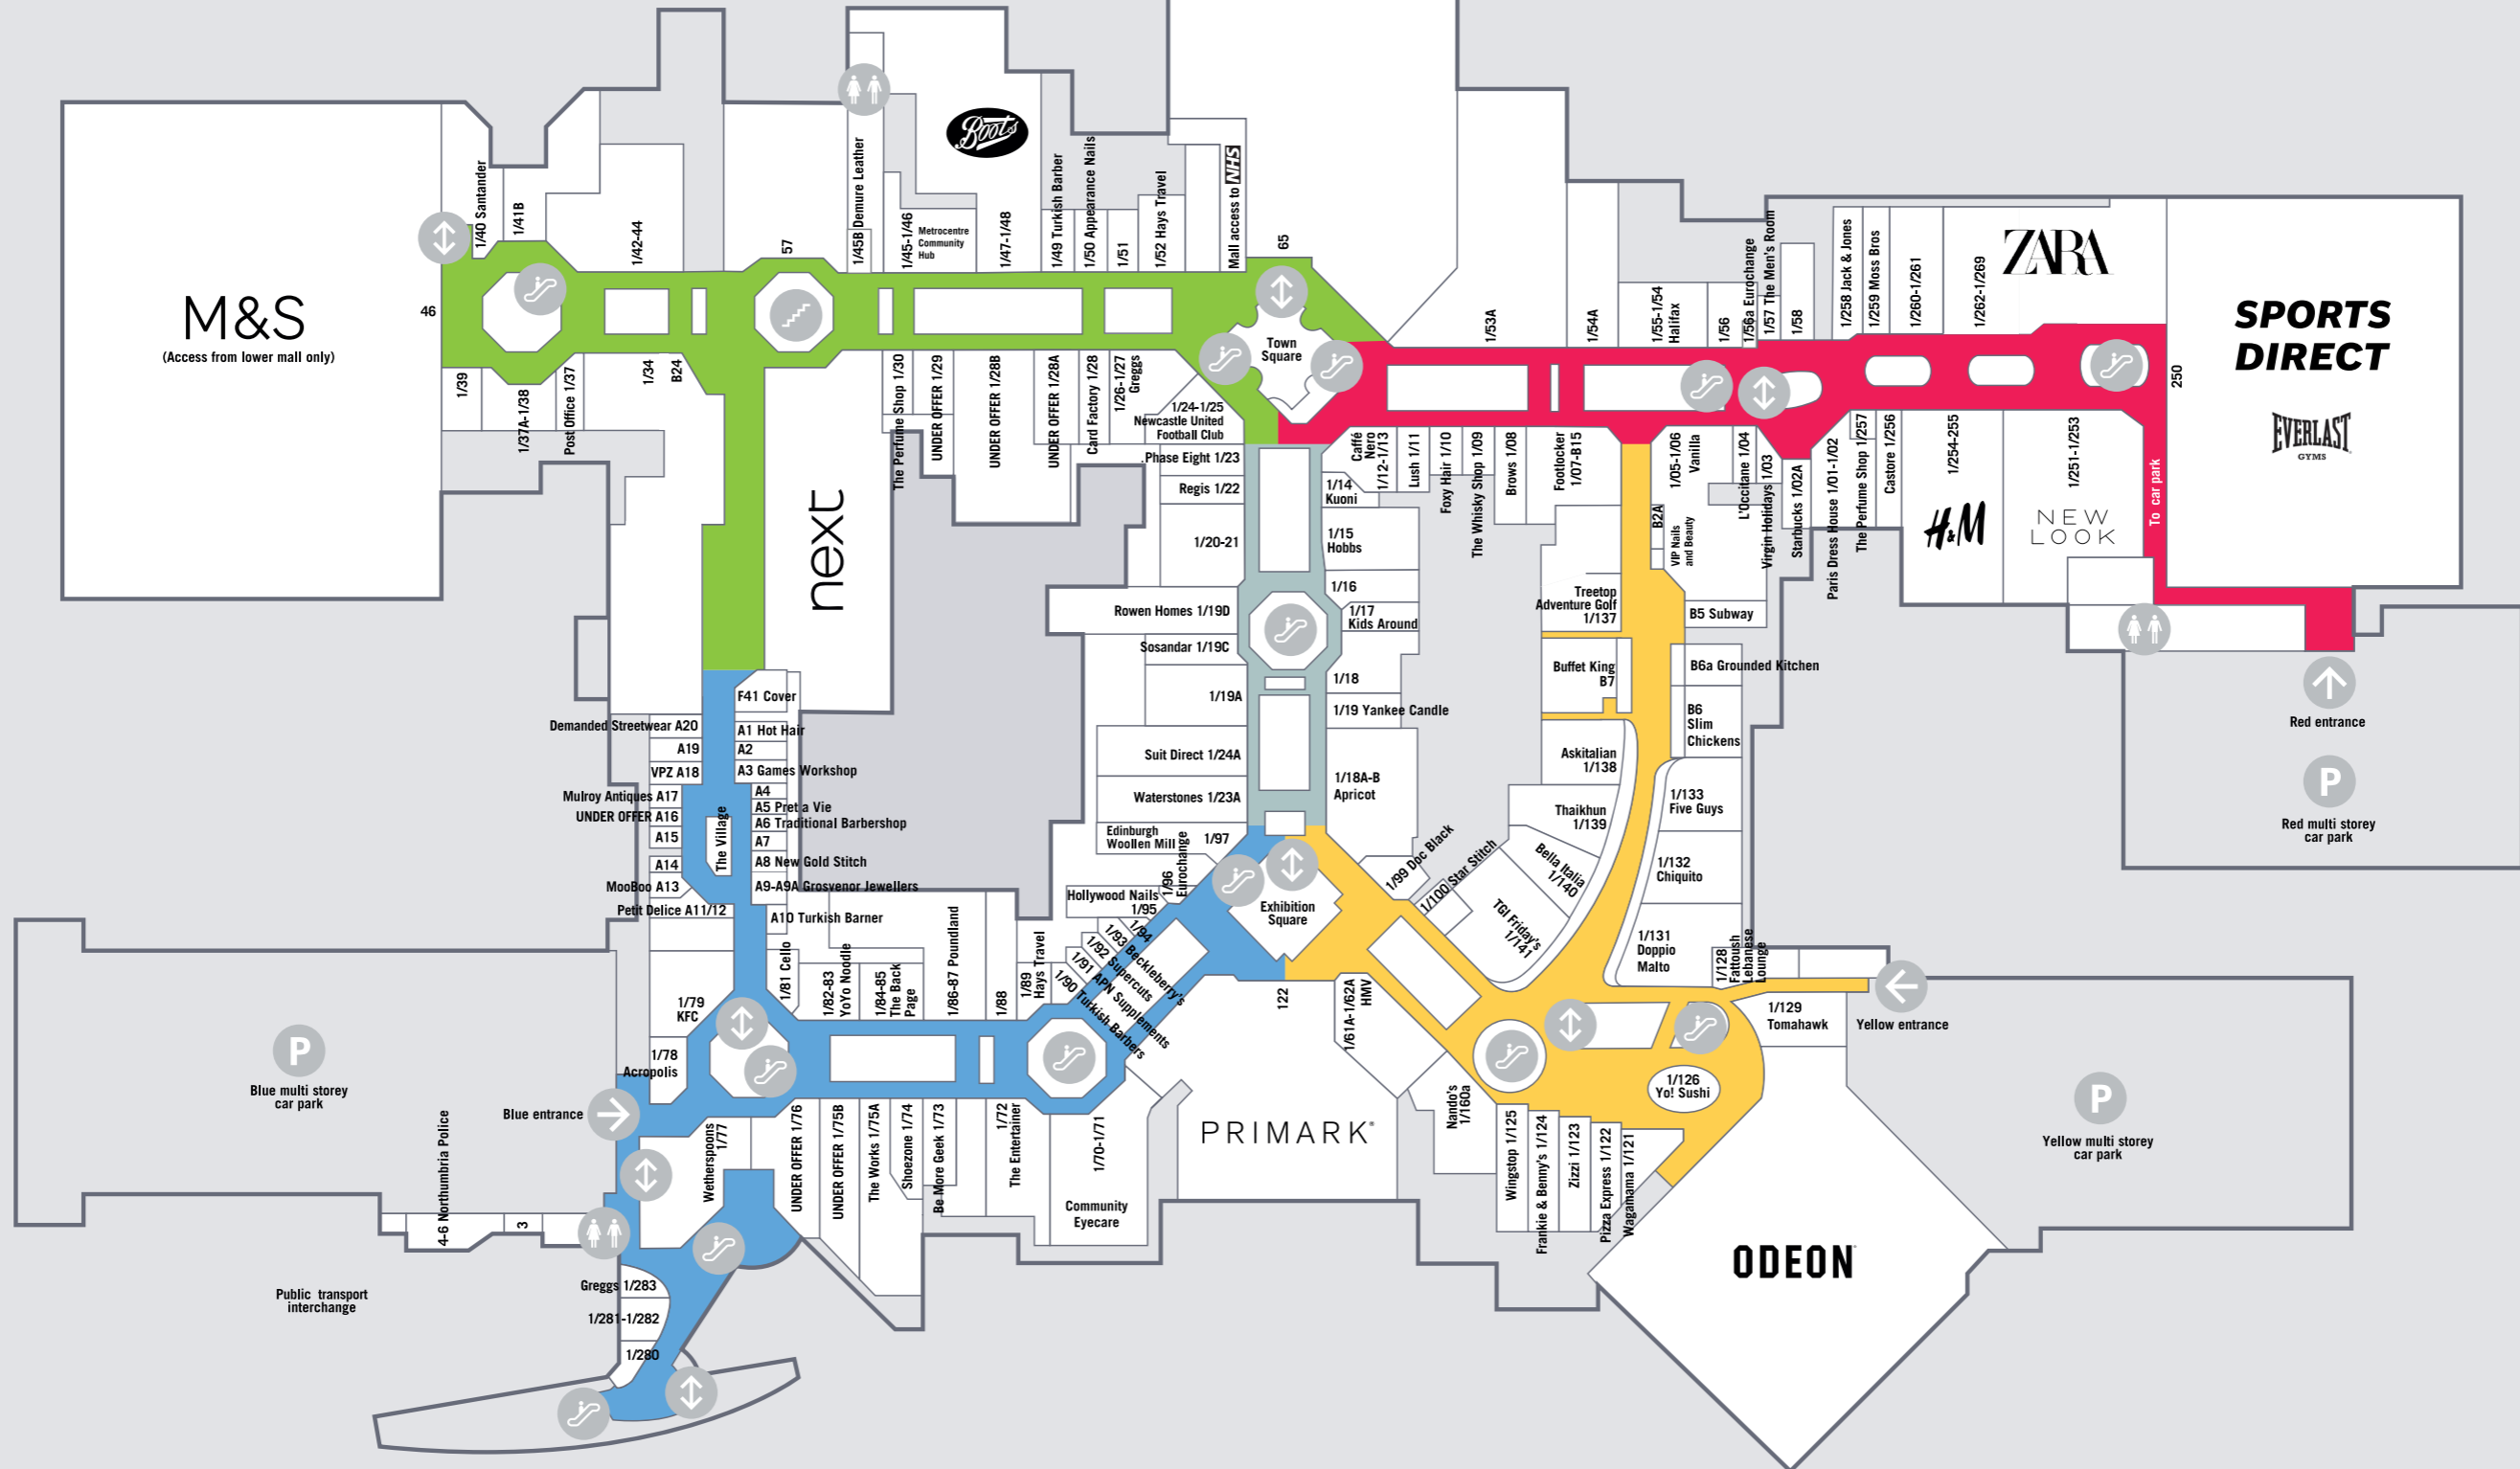 M&S
(Access from lower mall only)
46
1/40 Santander
1/41B
1/42-44
57
1/45B Demure Leather
1/45-1/46
Metrocentre
Community
Hub
Boots
1/47-1/48
1/49 Turkish Barber
1/50 Appearance Nails
1/51
1/52 Hays Travel
Mall access to NHS
65
Town
Square
1/53A
1/54A
1/55-1/54
Halifax
1/56
1/56a Eurochange
1/57 The Men's Room
1/58
1/258 Jack & Jones
1/259 Moss Bros
1/260-1/261
1/262-1/269
ZARA
SPORTS
DIRECT
EVERLAST
GYMS
250
To car park
1/39
1/37A-1/38
Post Office 1/37
1/34
B24
next
The Perfume Shop 1/30
UNDER OFFER 1/29
UNDER OFFER 1/28B
UNDER OFFER 1/28A
Card Factory 1/28
1/26-1/27
Greggs
1/24-1/25
Newcastle United
Football Club
Phase Eight 1/23
Regis 1/22
1/20-21
Rowen Homes 1/19D
Sosandar 1/19C
1/19A
Suit Direct 1/24A
Waterstones 1/23A
Edinburgh
Woollen Mill
1/97
1/96
Eurochange
Hollywood Nails
1/95
1/94
1/93 Beckleberry's
1/92 Supercuts
1/91 APN Supplements
1/90 Turkish Barbers
Caffé
Nero
1/12-1/13
Lush 1/11
Foxy Hair 1/10
The Whisky Shop 1/09
Brows 1/08
Footlocker
1/07-B15
1/14
Kuoni
1/15
Hobbs
1/16
1/17
Kids Around
1/18
1/19 Yankee Candle
1/18A-B
Apricot
1/99 Doc Black
1/100 Star Stitch
Exhibition
Square
122
1/05-1/06
Vanilla
B2A
VIP Nails
and Beauty
L'Occitane 1/04
Virgin Holidays 1/03
Starbucks 1/02A
Paris Dress House 1/01-1/02
The Perfume Shop 1/257
Castore 1/256
1/254-255
H&M
1/251-1/253
NEW
LOOK
Red entrance
P
Red multi storey
car park
Treetop
Adventure Golf
1/137
Buffet King
B7
Askitalian
1/138
Thaikhun
1/139
Bella Italia
1/140
TGI Friday's
1/141
B5 Subway
B6a Grounded Kitchen
B6
Slim
Chickens
1/133
Five Guys
1/132
Chiquito
1/131
Doppio
Malto
1/128
Fattoush
Lebanese
Lounge
1/129
Tomahawk
Yellow entrance
1/126
Yo! Sushi
P
Yellow multi storey
car park
ODEON
1/61A-1/62A
HMV
Nando's
1/160a
Wingstop 1/125
Frankie & Benny's 1/124
Zizzi 1/123
Pizza Express 1/122
Wagamama 1/121
PRIMARK
F41 Cover
A1 Hot Hair
A2
A3 Games Workshop
A4
A5 Pret a Vie
A6 Traditional Barbershop
A7
A8 New Gold Stitch
A9-A9A Grosvenor Jewellers
A10 Turkish Barner
The Village
Demanded Streetwear A20
A19
VPZ A18
Mulroy Antiques A17
UNDER OFFER A16
A15
A14
MooBoo A13
Petit Delice A11/12
1/79
KFC
1/78
Acropolis
1/81 Cello
1/82-83
YoYo Noodle
1/84-85
The Back
Page
1/86-87 Poundland
1/88
1/89
Hays Travel
P
Blue multi storey
car park
Blue entrance
Wetherspoons
1/77
UNDER OFFER 1/76
UNDER OFFER 1/75B
The Works 1/75A
Shoezone 1/74
Be More Geek 1/73
1/72
The Entertainer
1/70-1/71
Community
Eyecare
4-6 Northumbria Police
3
Public transport
interchange
Greggs 1/283
1/281-1/282
1/280